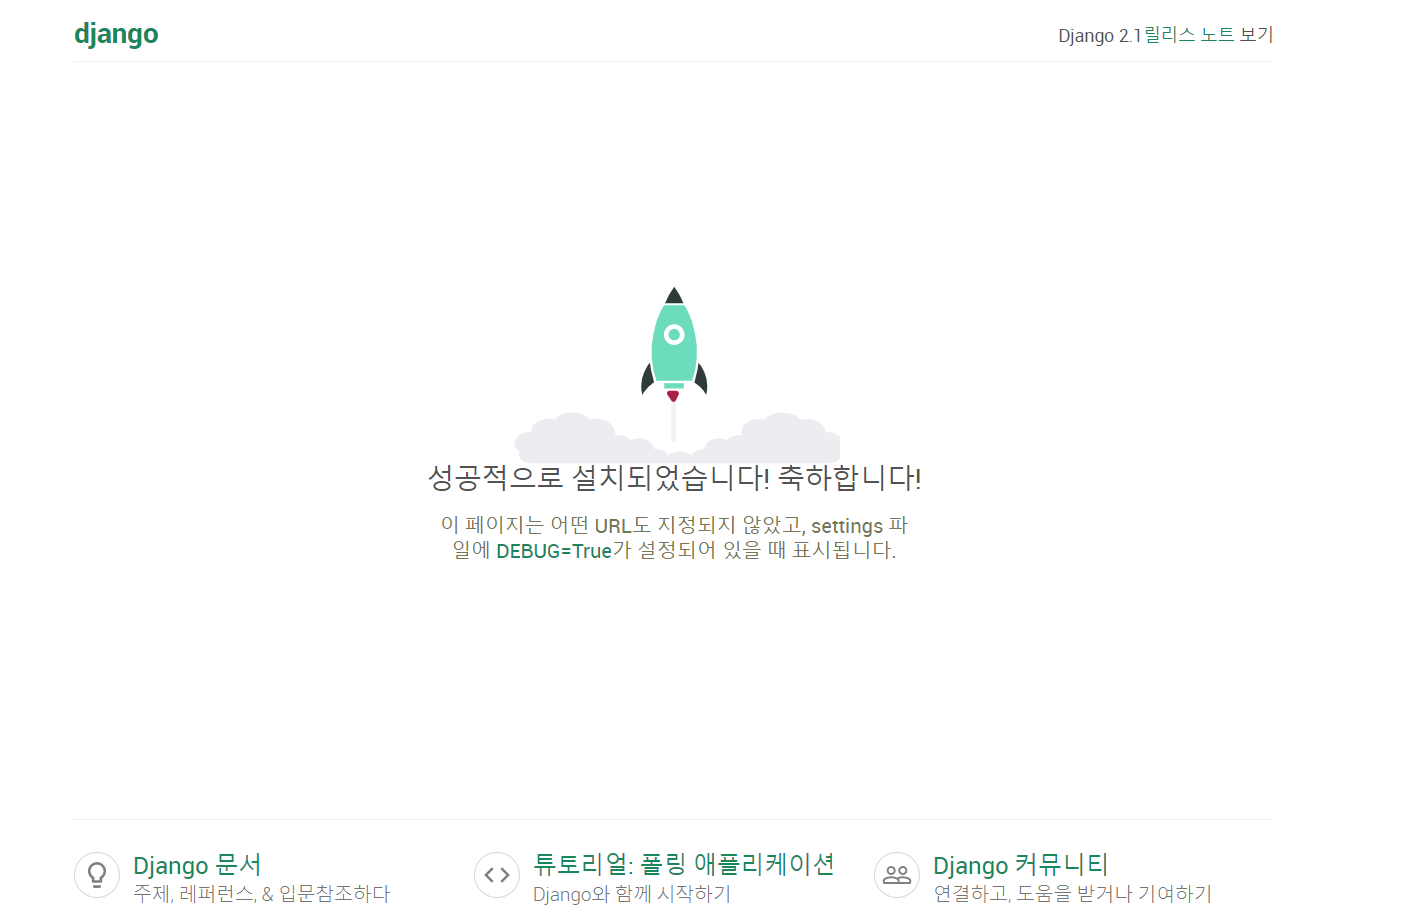 django
Django 2.1릴리스 노트 보기
성공적으로 설치되었습니다! 축하합니다!
이 페이지는 어떤 URL도 지정되지 않았고, settings 파
일에 DEBUG=True가 설정되어 있을 때 표시됩니다.
Django 문서
주제, 레퍼런스, & 입문참조하다
튜토리얼: 폴링 애플리케이션
Django와 함께 시작하기
Django 커뮤니티
연결하고, 도움을 받거나 기여하기